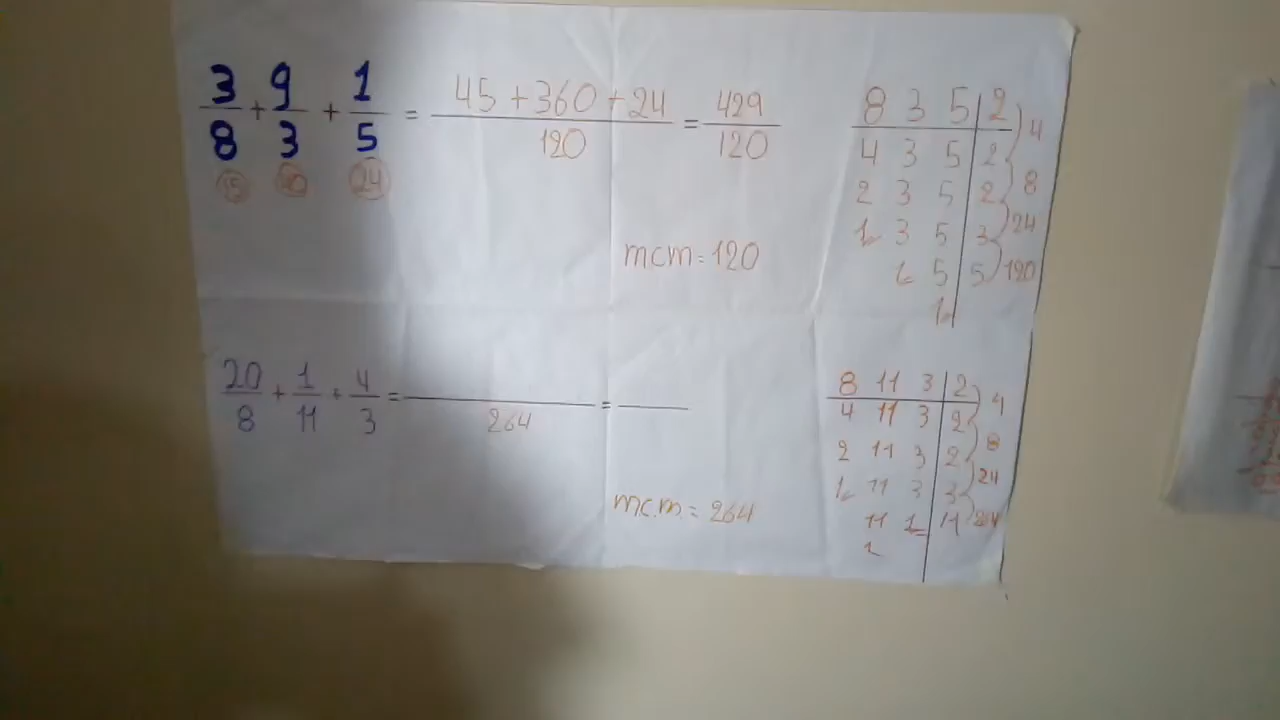 3/8 + 9/3 + 1/5 = 45 + 360 + 24 / 120 = 429/120
15 24
mcm = 120
8 3 5 | 2
4 3 5 | 2 4
2 3 5 | 2 8
1 3 5 | 3 24
1 5 | 5 120
1
20/8 + 1/11 + 4/3 = /264 =
mc.m. = 264
8 11 3 | 2
4 11 3 | 2 4
2 11 3 | 2 8
1 11 3 | 3 24
11 1 | 11
1